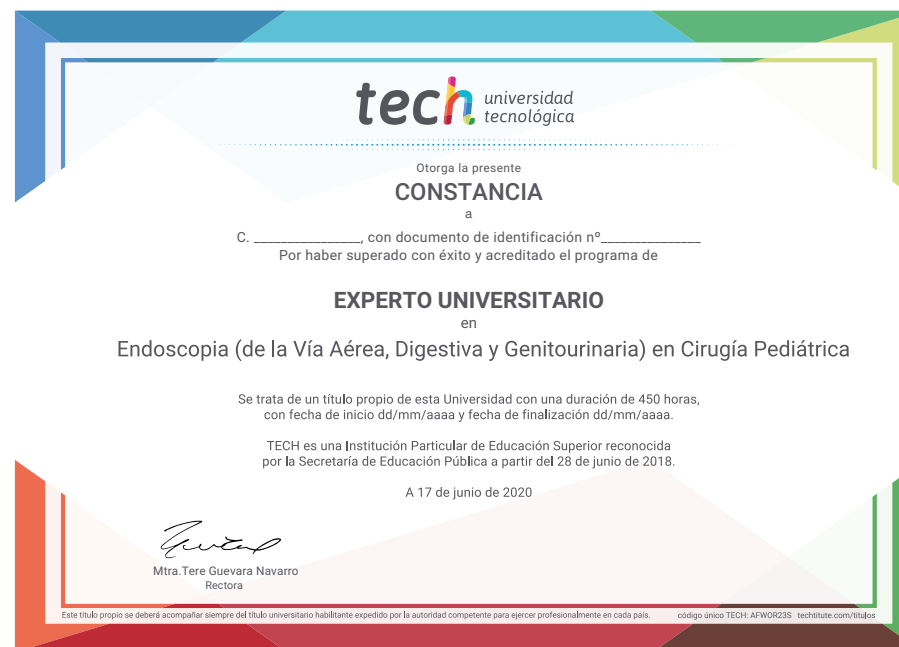 tech universidad
tecnológica
Otorga la presente
CONSTANCIA
a
C. ________________, con documento de identificación nº_______________
Por haber superado con éxito y acreditado el programa de
EXPERTO UNIVERSITARIO
en
Endoscopia (de la Vía Aérea, Digestiva y Genitourinaria) en Cirugía Pediátrica
Se trata de un título propio de esta Universidad con una duración de 450 horas,
con fecha de inicio dd/mm/aaaa y fecha de finalización dd/mm/aaaa.
TECH es una Institución Particular de Educación Superior reconocida
por la Secretaría de Educación Pública a partir del 28 de junio de 2018.
A 17 de junio de 2020
Mtra.Tere Guevara Navarro
Rectora
Este título propio se deberá acompañar siempre del título universitario habilitante expedido por la autoridad competente para ejercer profesionalmente en cada país. código único TECH: AFWOR23S techtitute.com/titulos